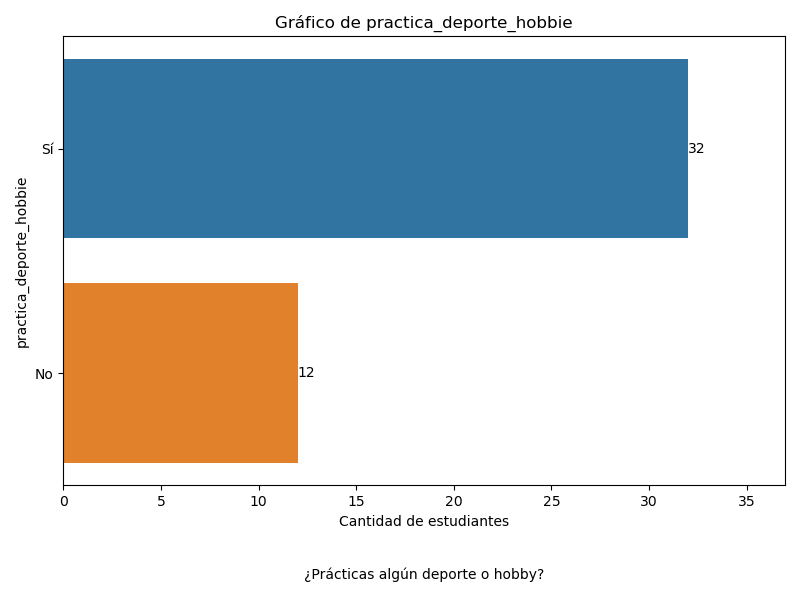 Gráfico de practica_deporte_hobbie
practica_deporte_hobbie
Sí
32
No
12
0 5 10 15 20 25 30 35
Cantidad de estudiantes
¿Prácticas algún deporte o hobby?